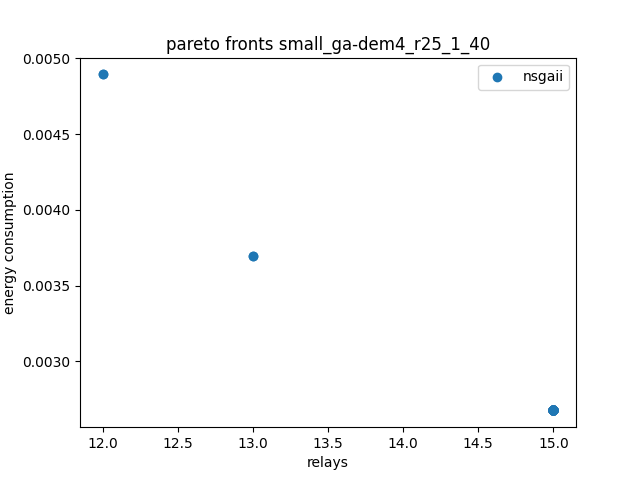 pareto fronts small_ga-dem4_r25_1_40
nsgaii
energy consumption
0.0050
0.0045
0.0040
0.0035
0.0030
12.0 12.5 13.0 13.5 14.0 14.5 15.0
relays